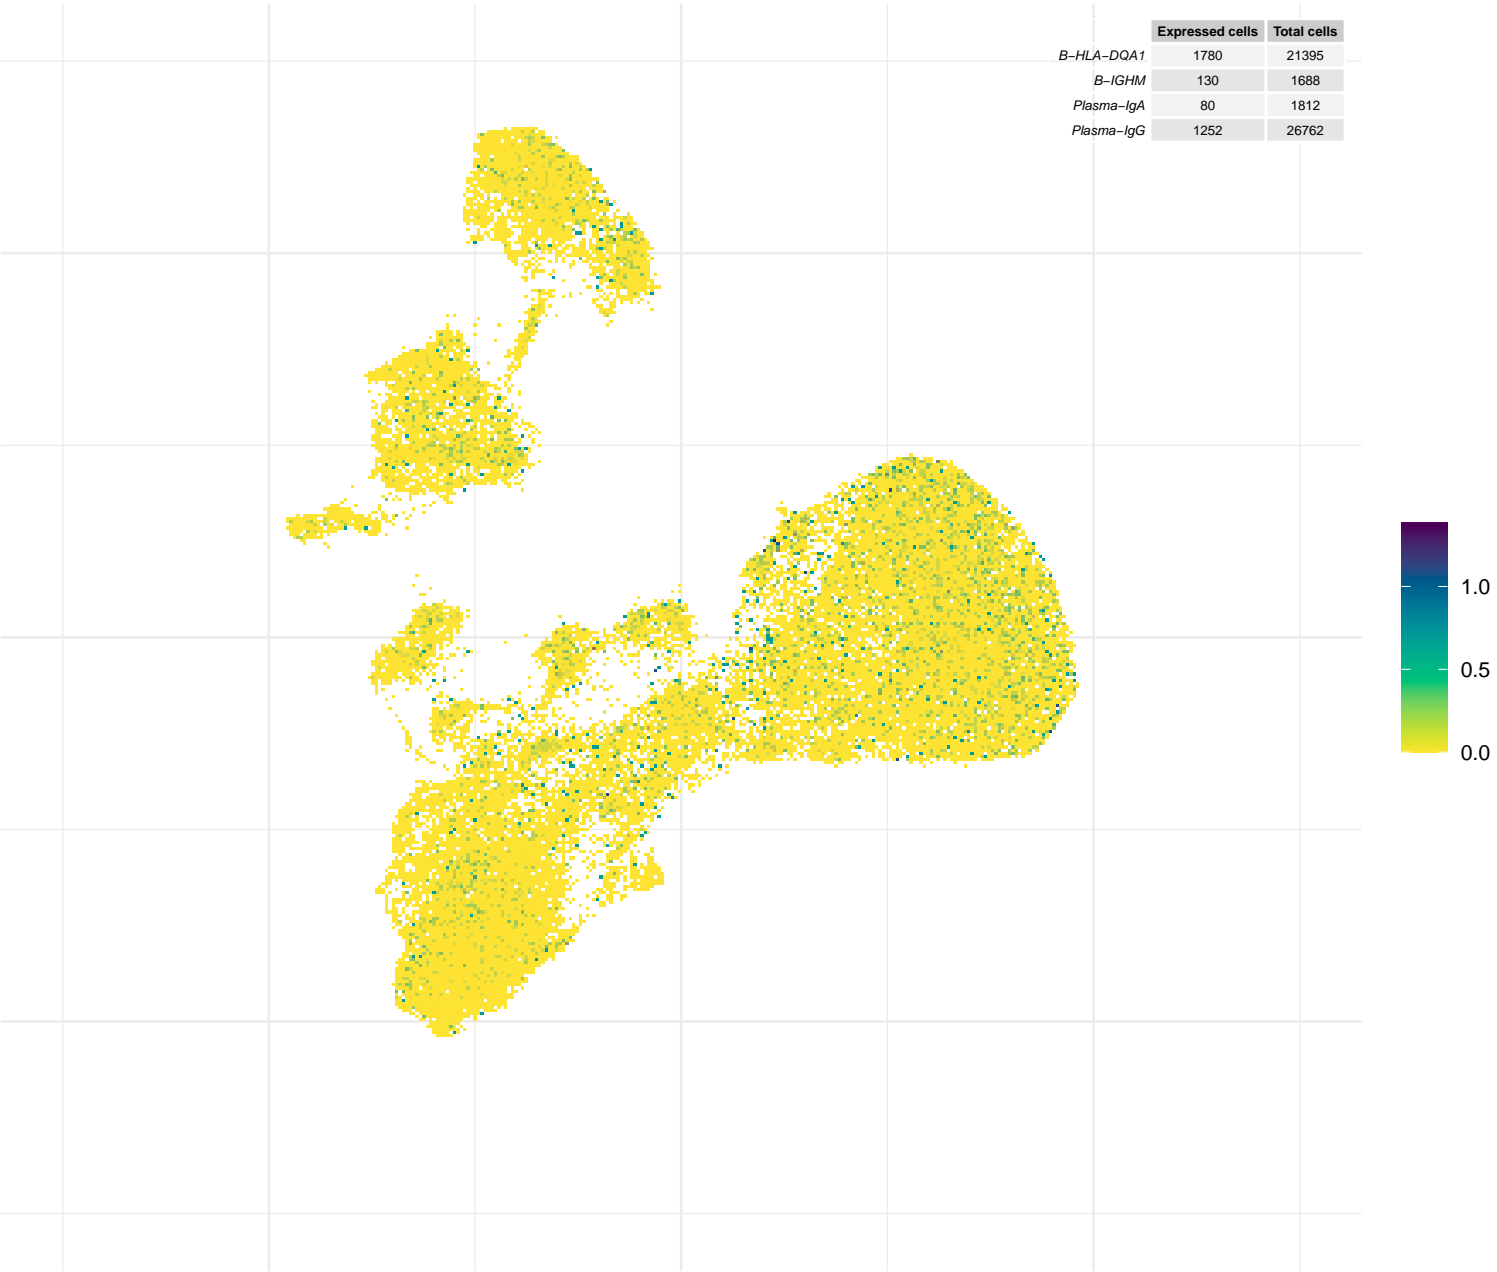 Expressed cells Total cells
B−HLA−DQA1 1780 21395
B−IGHM 130 1688
Plasma−IgA 80 1812
Plasma−IgG 1252 26762
1.0
0.5
0.0